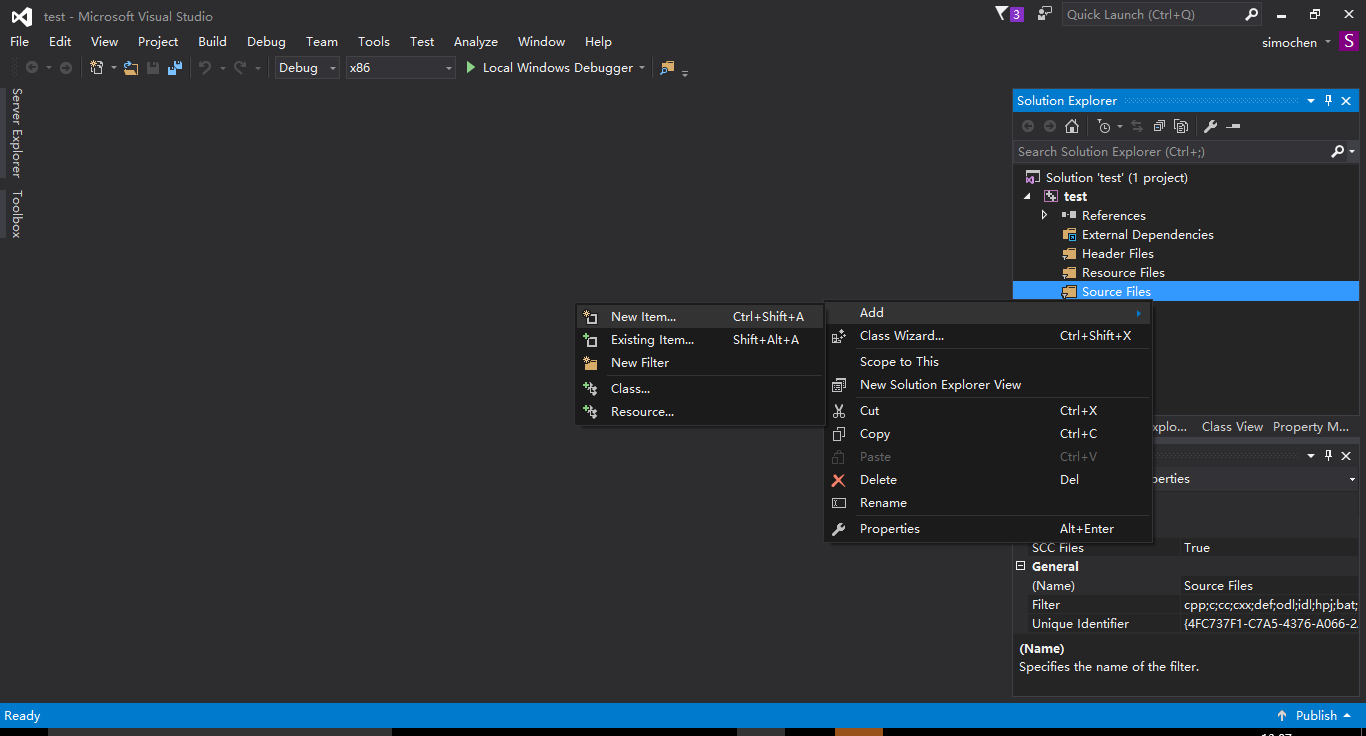 test - Microsoft Visual Studio
3
Quick Launch (Ctrl+Q)
File Edit View Project Build Debug Team Tools Test Analyze Window Help
simochen S
Debug x86 Local Windows Debugger
Server Explorer
Toolbox
Solution Explorer
Search Solution Explorer (Ctrl+;)
Solution 'test' (1 project)
test
References
External Dependencies
Header Files
Resource Files
Source Files
New Item... Ctrl+Shift+A
Existing Item... Shift+Alt+A
New Filter
Class...
Resource...
Add
Class Wizard... Ctrl+Shift+X
Scope to This
New Solution Explorer View
Cut Ctrl+X
Copy Ctrl+C
Paste Ctrl+V
Delete Del
Rename
Properties Alt+Enter
xplo... Class View Property M...
perties
SCC Files True
General
(Name) Source Files
Filter cpp;c;cc;cxx;def;odl;idl;hpj;bat;
Unique Identifier {4FC737F1-C7A5-4376-A066-2
(Name)
Specifies the name of the filter.
Ready
Publish